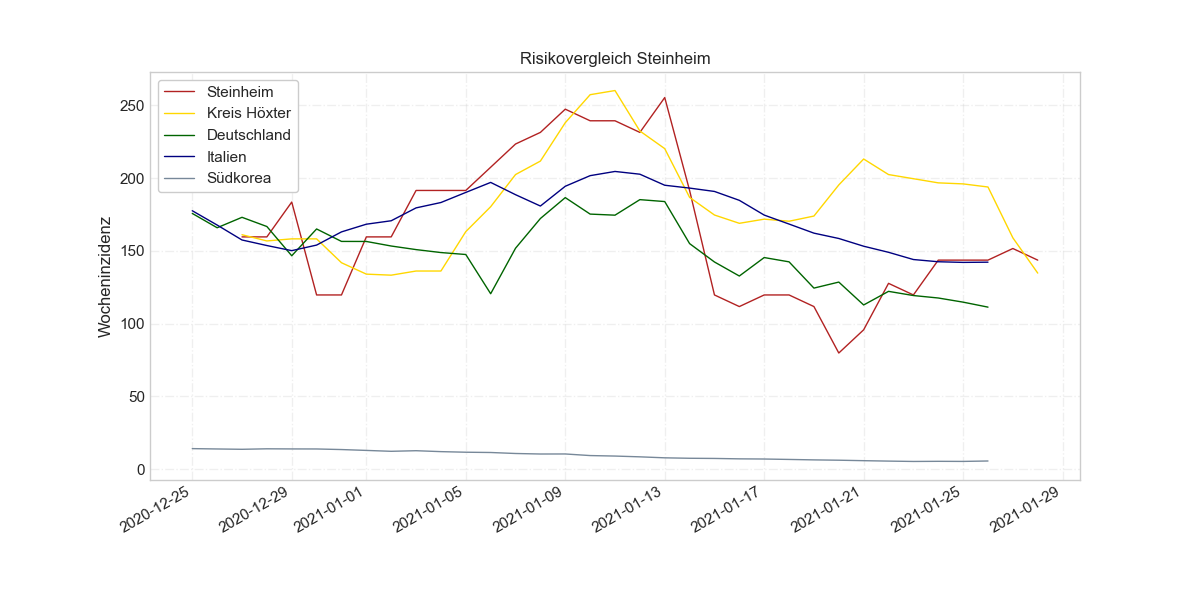 Risikovergleich Steinheim
Steinheim
Kreis Höxter
Deutschland
Italien
Südkorea
Wocheninzidenz
250
200
150
100
50
0
2020-12-25
2020-12-29
2021-01-01
2021-01-05
2021-01-09
2021-01-13
2021-01-17
2021-01-21
2021-01-25
2021-01-29